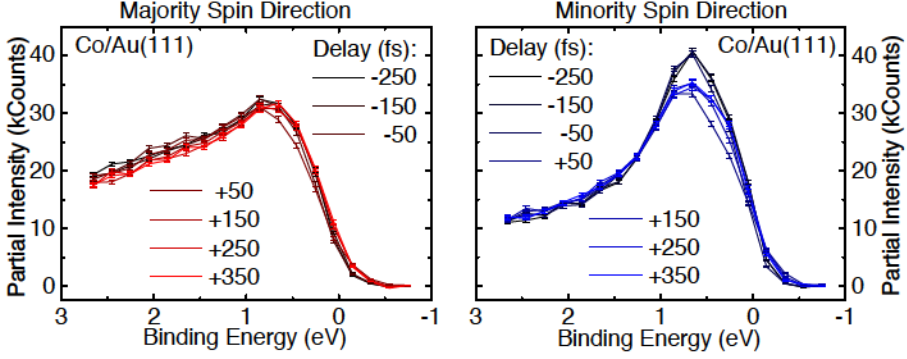 Majority Spin Direction
Co/Au(111)
Delay (fs):
-250
-150
-50
+50
+150
+250
+350
Partial Intensity (kCounts)
40
30
20
10
0
3 2 1 0 -1
Binding Energy (eV)
Minority Spin Direction
Delay (fs):
Co/Au(111)
-250
-150
-50
+50
+150
+250
+350
40
30
20
10
0
Partial Intensity (kCounts)
3 2 1 0 -1
Binding Energy (eV)